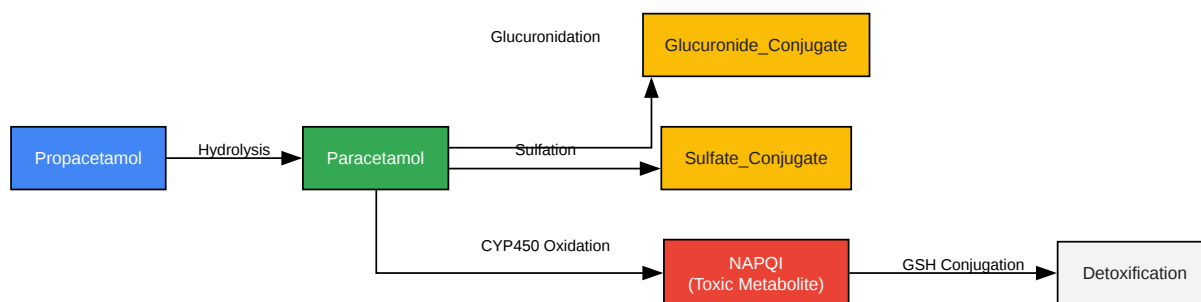 Glucuronidation
Glucuronide_Conjugate
Propacetamol
Hydrolysis
Paracetamol
Sulfation
Sulfate_Conjugate
CYP450 Oxidation
NAPQI
(Toxic Metabolite)
GSH Conjugation
Detoxification